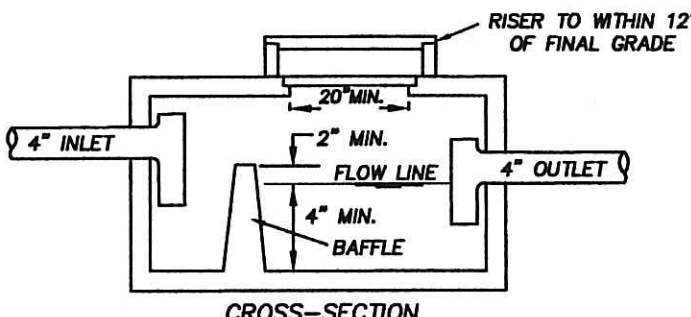 RISER TO WITHIN 12"
OF FINAL GRADE
20" MIN.
4" INLET
2" MIN.
FLOW LINE
4" OUTLET
4" MIN.
BAFFLE
CROSS-SECTION